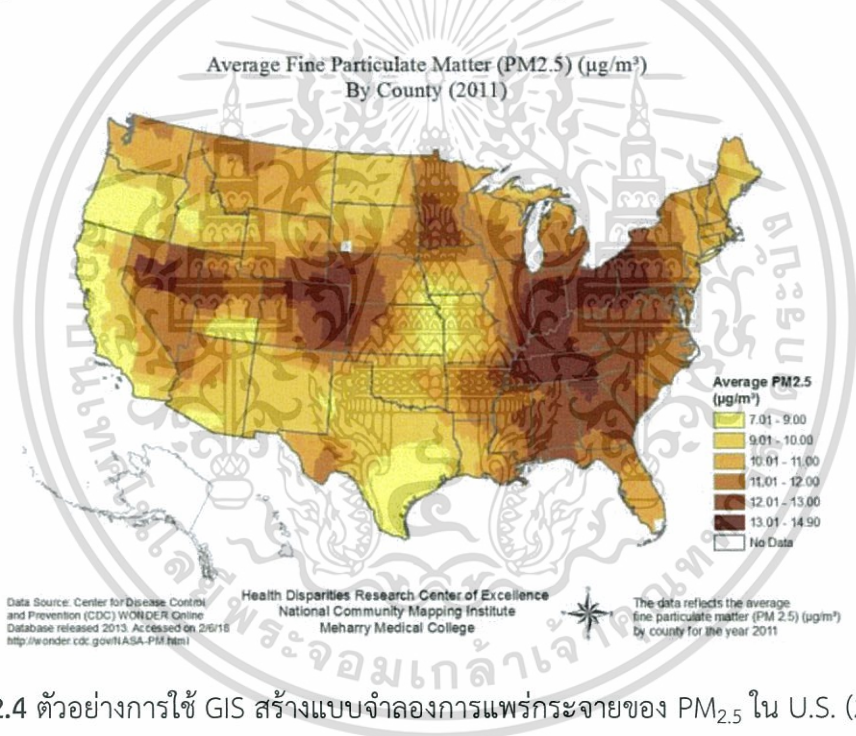 Average Fine Particulate Matter (PM2.5) (µg/m³)
By County (2011)
Average PM2.5
(µg/m³)
7.01 - 9.00
9.01 - 10.00
10.01 - 11.00
11.01 - 12.00
12.01 - 13.00
13.01 - 14.90
No Data
Data Source: Center for Disease Control
and Prevention (CDC) WONDER Online
Database released 2013. Accessed on 2/6/16
http://wonder.cdc.gov/NASA-PM.html
Health Disparities Research Center of Excellence
National Community Mapping Institute
Meharry Medical College
The data reflects the average
fine particulate matter (PM 2.5) (µg/m³)
by county for the year 2011
2.4 ตัวอย่างการใช้ GIS สร้างแบบจำลองการแพร่กระจายของ PM₂.₅ ใน U.S.